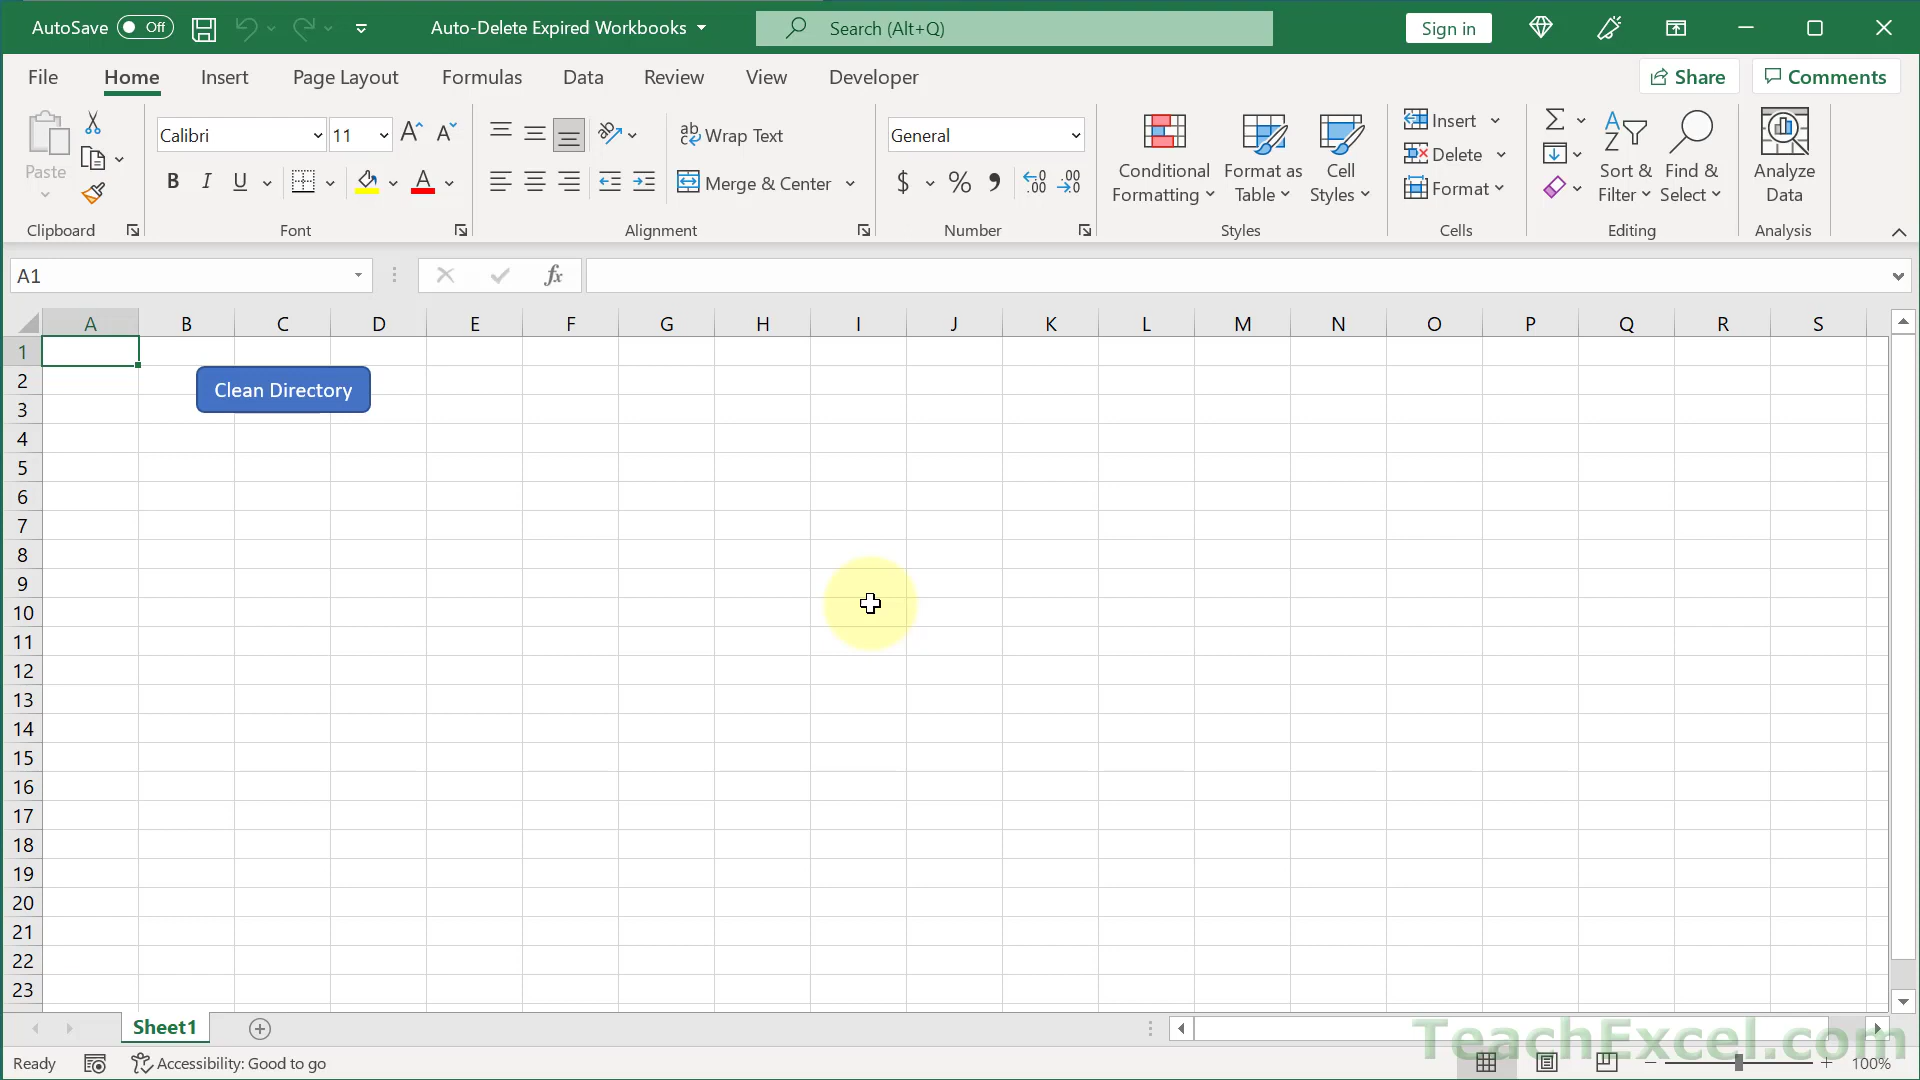 AutoSave Off Auto-Delete Expired Workbooks Search (Alt+Q) Sign in
File Home Insert Page Layout Formulas Data Review View Developer Share Comments
Paste
Calibri 11
B I U A
Wrap Text
Merge & Center
General
$ % , .00
Conditional Formatting
Format as Table
Cell Styles
Insert
Delete
Format
Sort & Filter
Find & Select
Analyze Data
Clipboard Font Alignment Number Styles Cells Editing Analysis
A1 fx
A B C D E F G H I J K L M N O P Q R S
1
2
3
4
5
6
7
8
9
10
11
12
13
14
15
16
17
18
19
20
21
22
23
Clean Directory
Sheet1
TeachExcel.com
Ready Accessibility: Good to go 100%